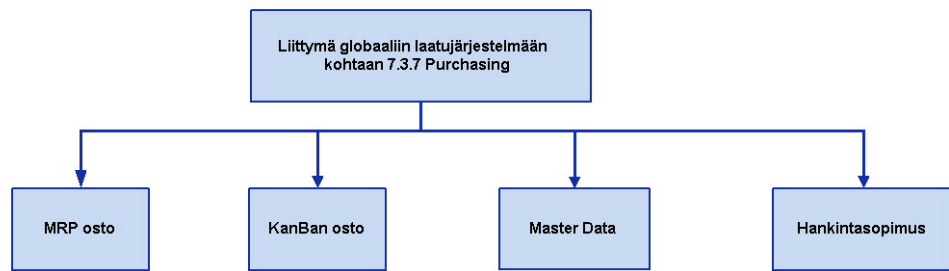 Liittymä globaaliin laatujärjestelmään
kohtaan 7.3.7 Purchasing
MRP osto
KanBan osto
Master Data
Hankintasopimus